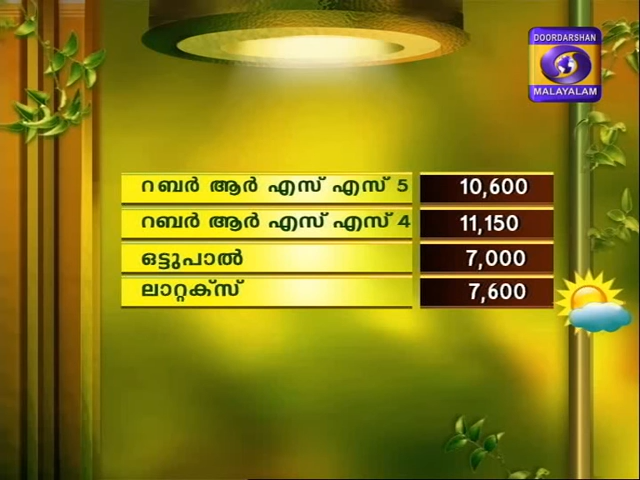 DOORDARSHAN
MALAYALAM
റബർ ആർ എസ് എസ് 5 10,600
റബർ ആർ എസ് എസ് 4 11,150
ഒട്ടുപാൽ 7,000
ലാറ്റക്സ് 7,600